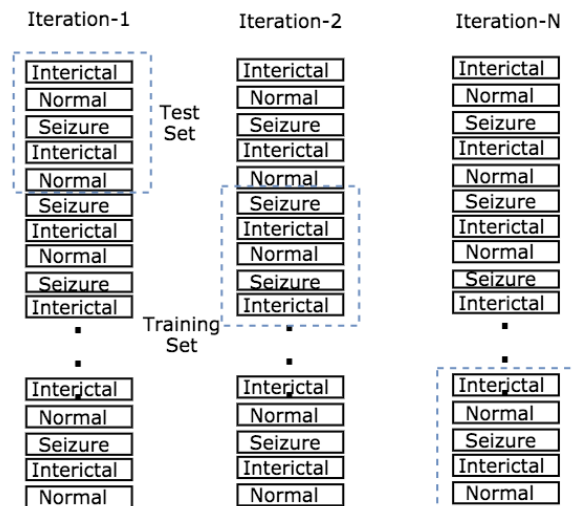 Iteration-1
Interictal
Normal
Seizure
Interictal
Normal
Seizure
Interictal
Normal
Seizure
Interictal
Interictal
Normal
Seizure
Interictal
Normal
Test
Set
Training
Set
Iteration-2
Interictal
Normal
Seizure
Interictal
Normal
Seizure
Interictal
Normal
Seizure
Interictal
Interictal
Normal
Seizure
Interictal
Normal
Iteration-N
Interictal
Normal
Seizure
Interictal
Normal
Seizure
Interictal
Normal
Seizure
Interictal
Interictal
Normal
Seizure
Interictal
Normal